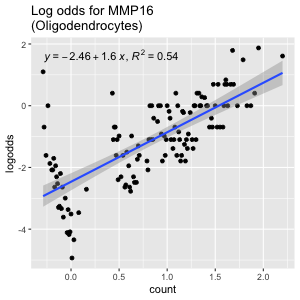 Log odds for MMP16
(Oligodendrocytes)
y = −2.46 + 1.6 x, R² = 0.54
2
0
-2
-4
logodds
0.0 0.5 1.0 1.5 2.0
count